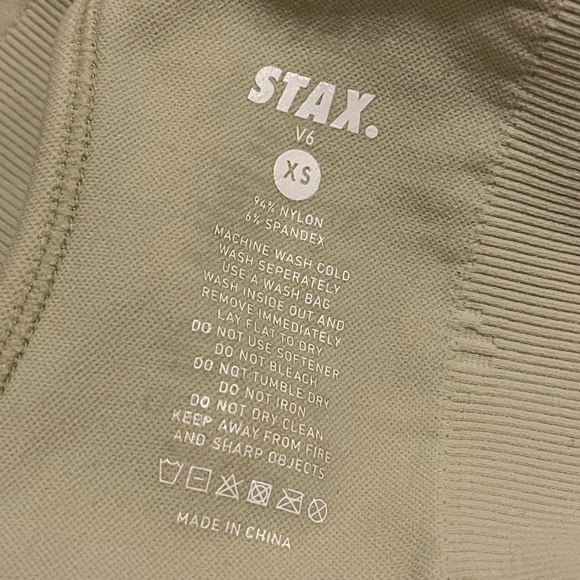 STAX.
V6
XS
94% NYLON
6% SPANDEX
MACHINE WASH COLD
WASH SEPERATELY
USE A WASH BAG
WASH INSIDE OUT AND
REMOVE IMMEDIATELY
LAY FLAT TO DRY
DO NOT USE SOFTENER
DO NOT BLEACH
DO NOT TUMBLE DRY
DO NOT IRON
DO NOT DRY CLEAN
KEEP AWAY FROM FIRE
AND SHARP OBJECTS
MADE IN CHINA